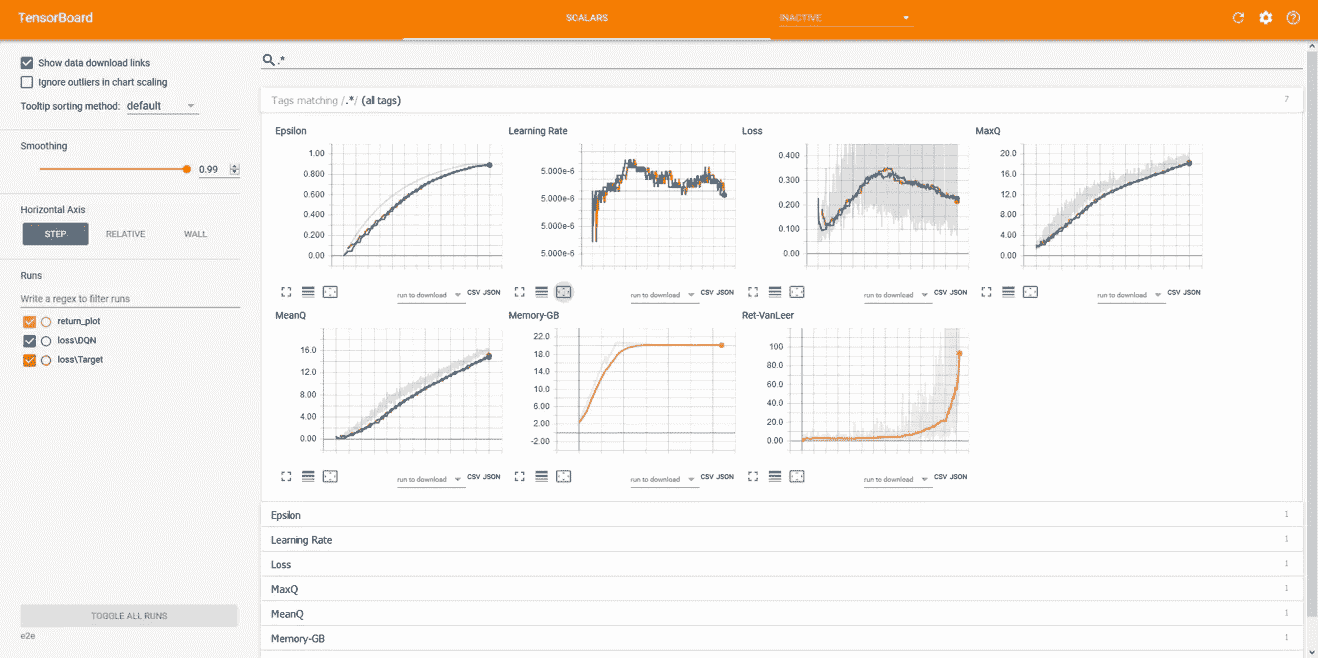 TensorBoard SCALARS INACTIVE
Show data download links
Ignore outliers in chart scaling
Tooltip sorting method: default
Smoothing
0.99
Horizontal Axis
STEP RELATIVE WALL
Runs
Write a regex to filter runs
return_plot
loss\DQN
loss\Target
TOGGLE ALL RUNS
e2e
.*
Tags matching /.*/ (all tags) 7
Epsilon
1.00
0.800
0.600
0.400
0.200
0.00
run to download CSV JSON
Learning Rate
5.000e-6
5.000e-6
5.000e-6
5.000e-6
run to download CSV JSON
Loss
0.400
0.300
0.200
0.100
0.00
run to download CSV JSON
MaxQ
20.0
16.0
12.0
8.00
4.00
0.00
run to download CSV JSON
MeanQ
16.0
12.0
8.00
4.00
0.00
run to download CSV JSON
Memory-GB
22.0
18.0
14.0
10.0
6.00
2.00
-2.00
run to download CSV JSON
Ret-VanLeer
100
80.0
60.0
40.0
20.0
0.00
run to download CSV JSON
Epsilon 1
Learning Rate 1
Loss 1
MaxQ 1
MeanQ 1
Memory-GB 1